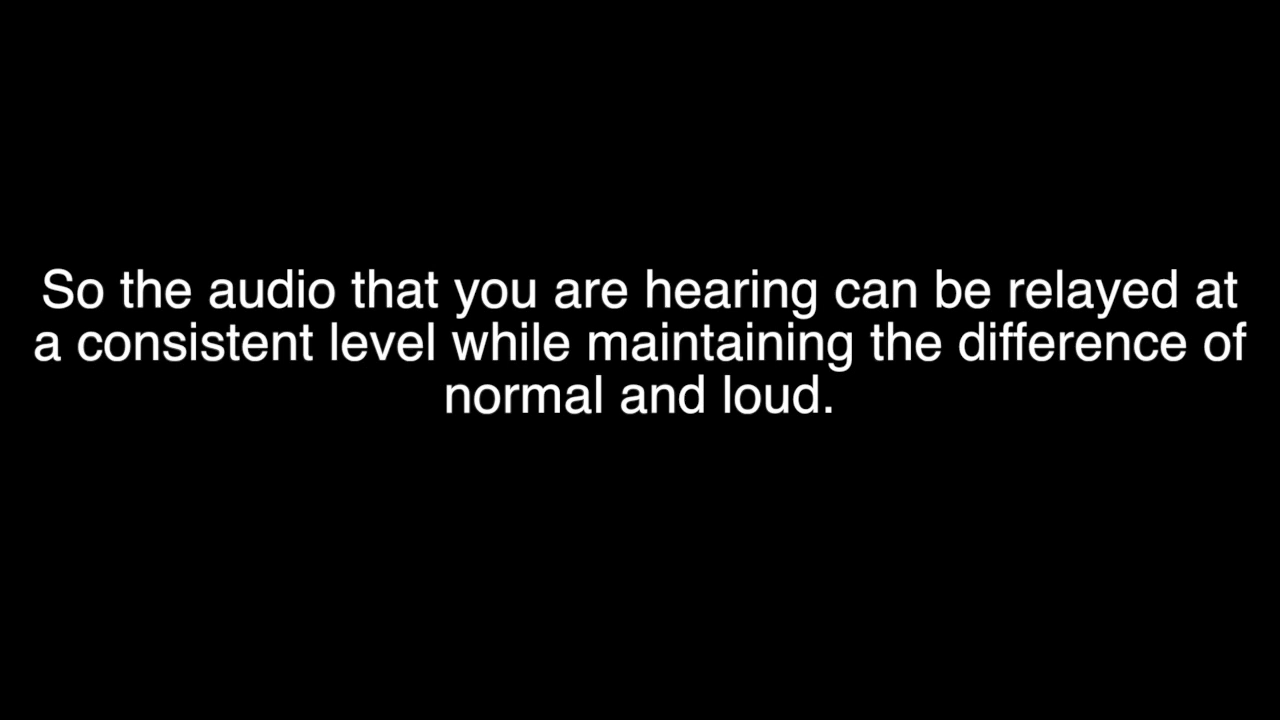 So the audio that you are hearing can be relayed at
a consistent level while maintaining the difference of
normal and loud.